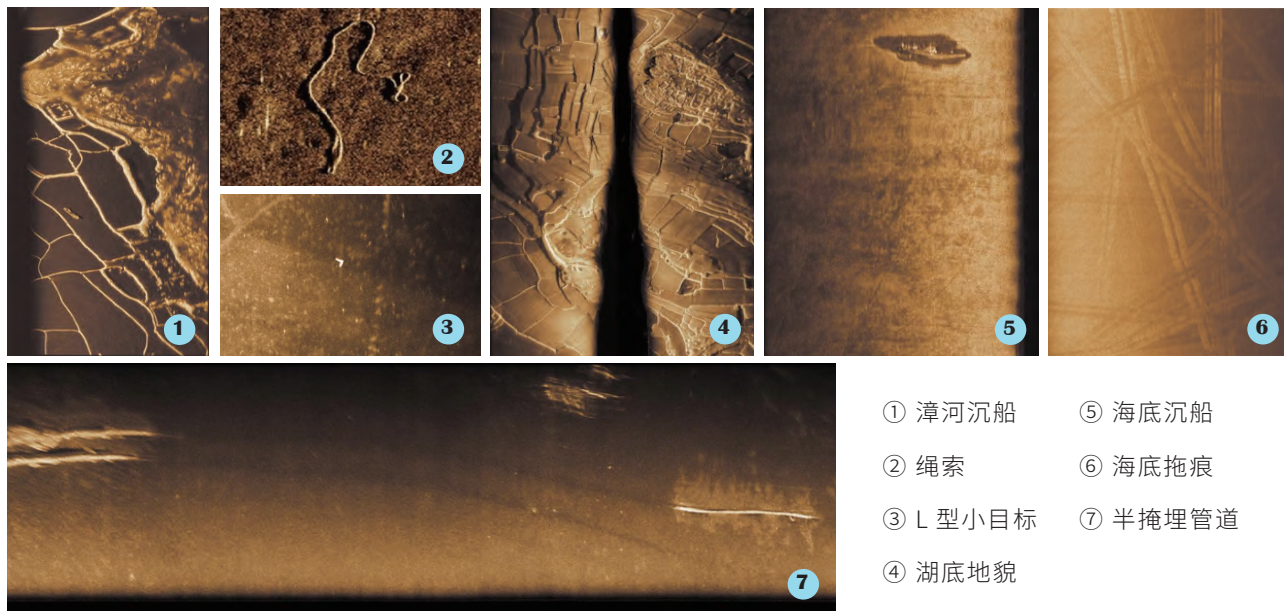 1
2
3
4
5
6
7
① 漳河沉船
② 绳索
③ L 型小目标
④ 湖底地貌
⑤ 海底沉船
⑥ 海底拖痕
⑦ 半掩埋管道